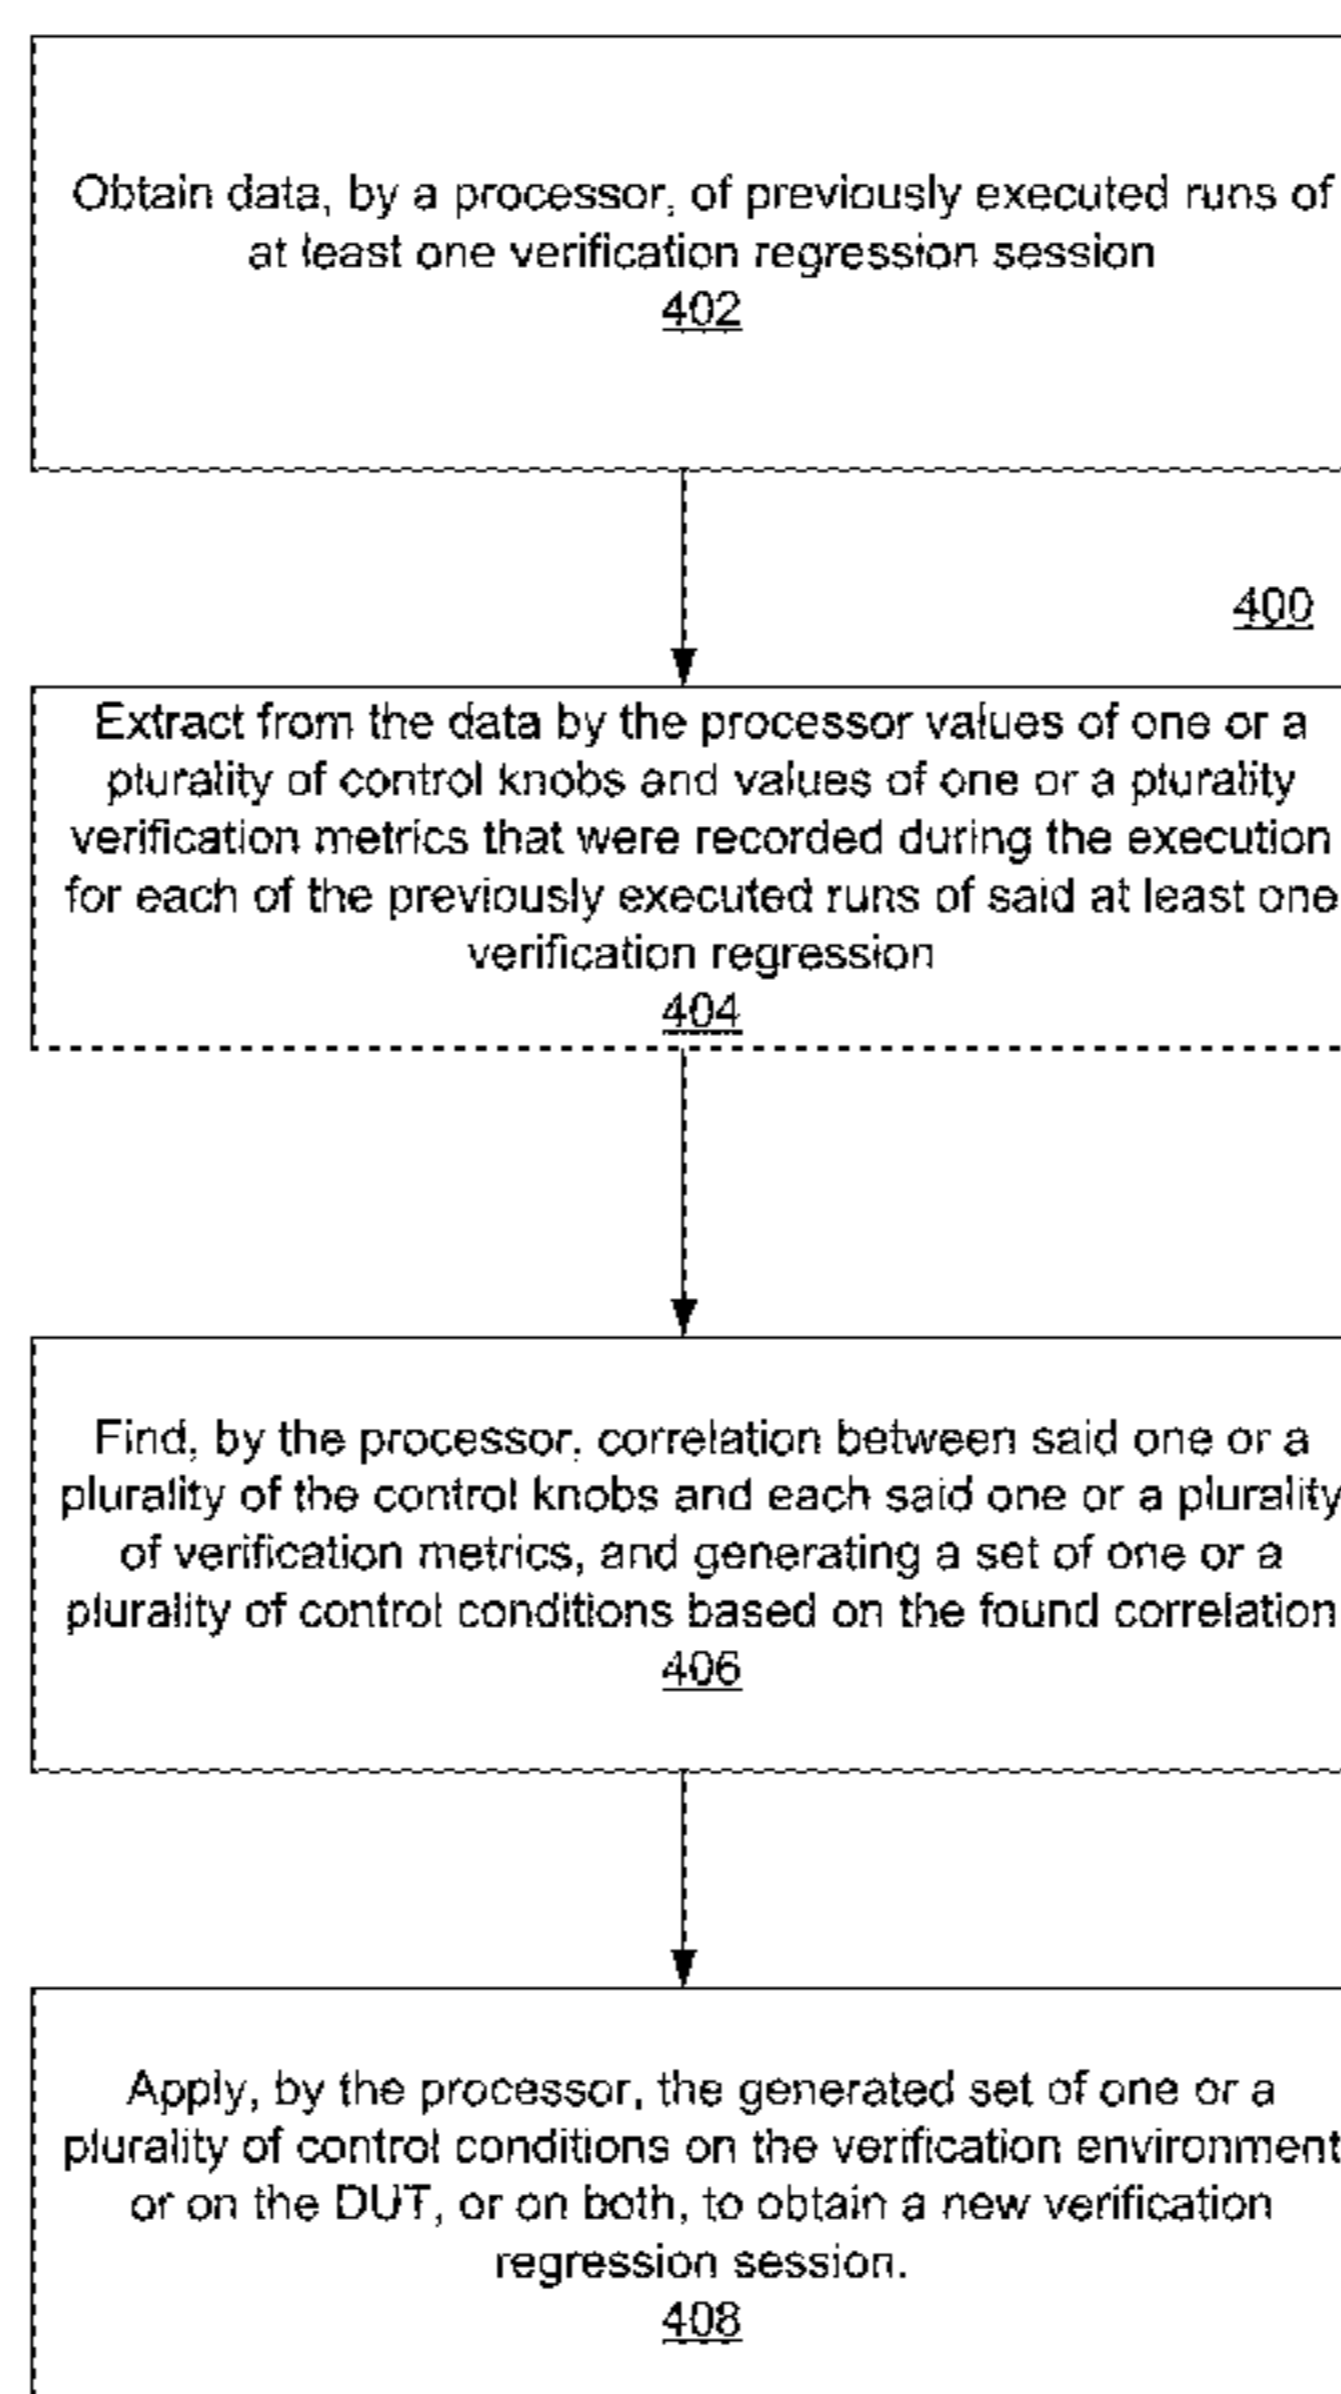 Obtain data, by a processor, of previously executed runs of
at least one verification regression session
402
400
Extract from the data by the processor values of one or a
plurality of control knobs and values of one or a plurality
verification metrics that were recorded during the execution
for each of the previously executed runs of said at least one
verification regression
404
Find, by the processor, correlation between said one or a
plurality of the control knobs and each said one or a plurality
of verification metrics, and generating a set of one or a
plurality of control conditions based on the found correlation
406
Apply, by the processor, the generated set of one or a
plurality of control conditions on the verification environment
or on the DUT, or on both, to obtain a new verification
regression session.
408